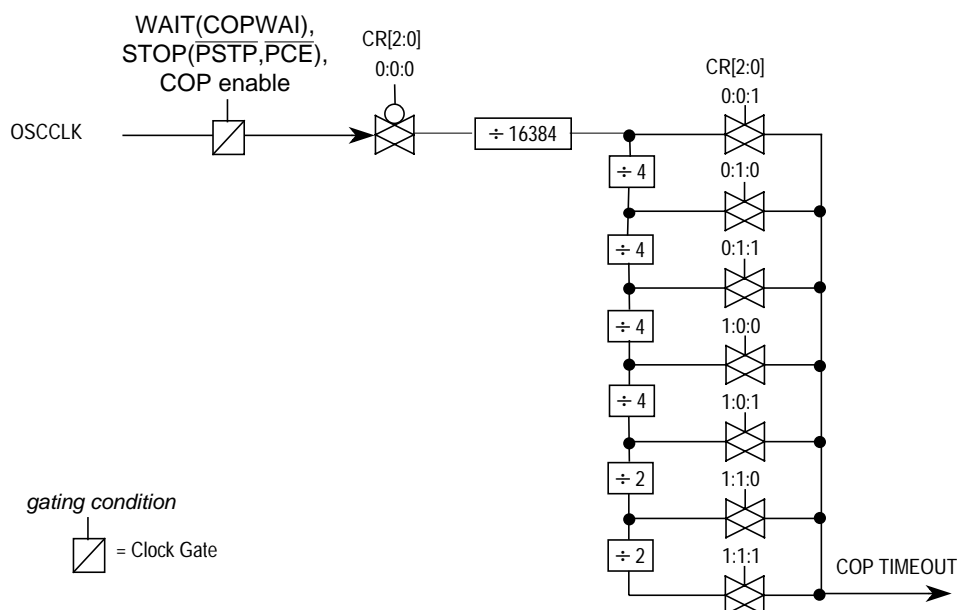 WAIT(COPWAI),
STOP(PSTP,PCE),
COP enable
CR[2:0]
0:0:0
CR[2:0]
0:0:1
OSCCLK
÷ 16384
÷ 4
0:1:0
÷ 4
0:1:1
÷ 4
1:0:0
÷ 4
1:0:1
÷ 2
1:1:0
÷ 2
1:1:1
gating condition
= Clock Gate
COP TIMEOUT